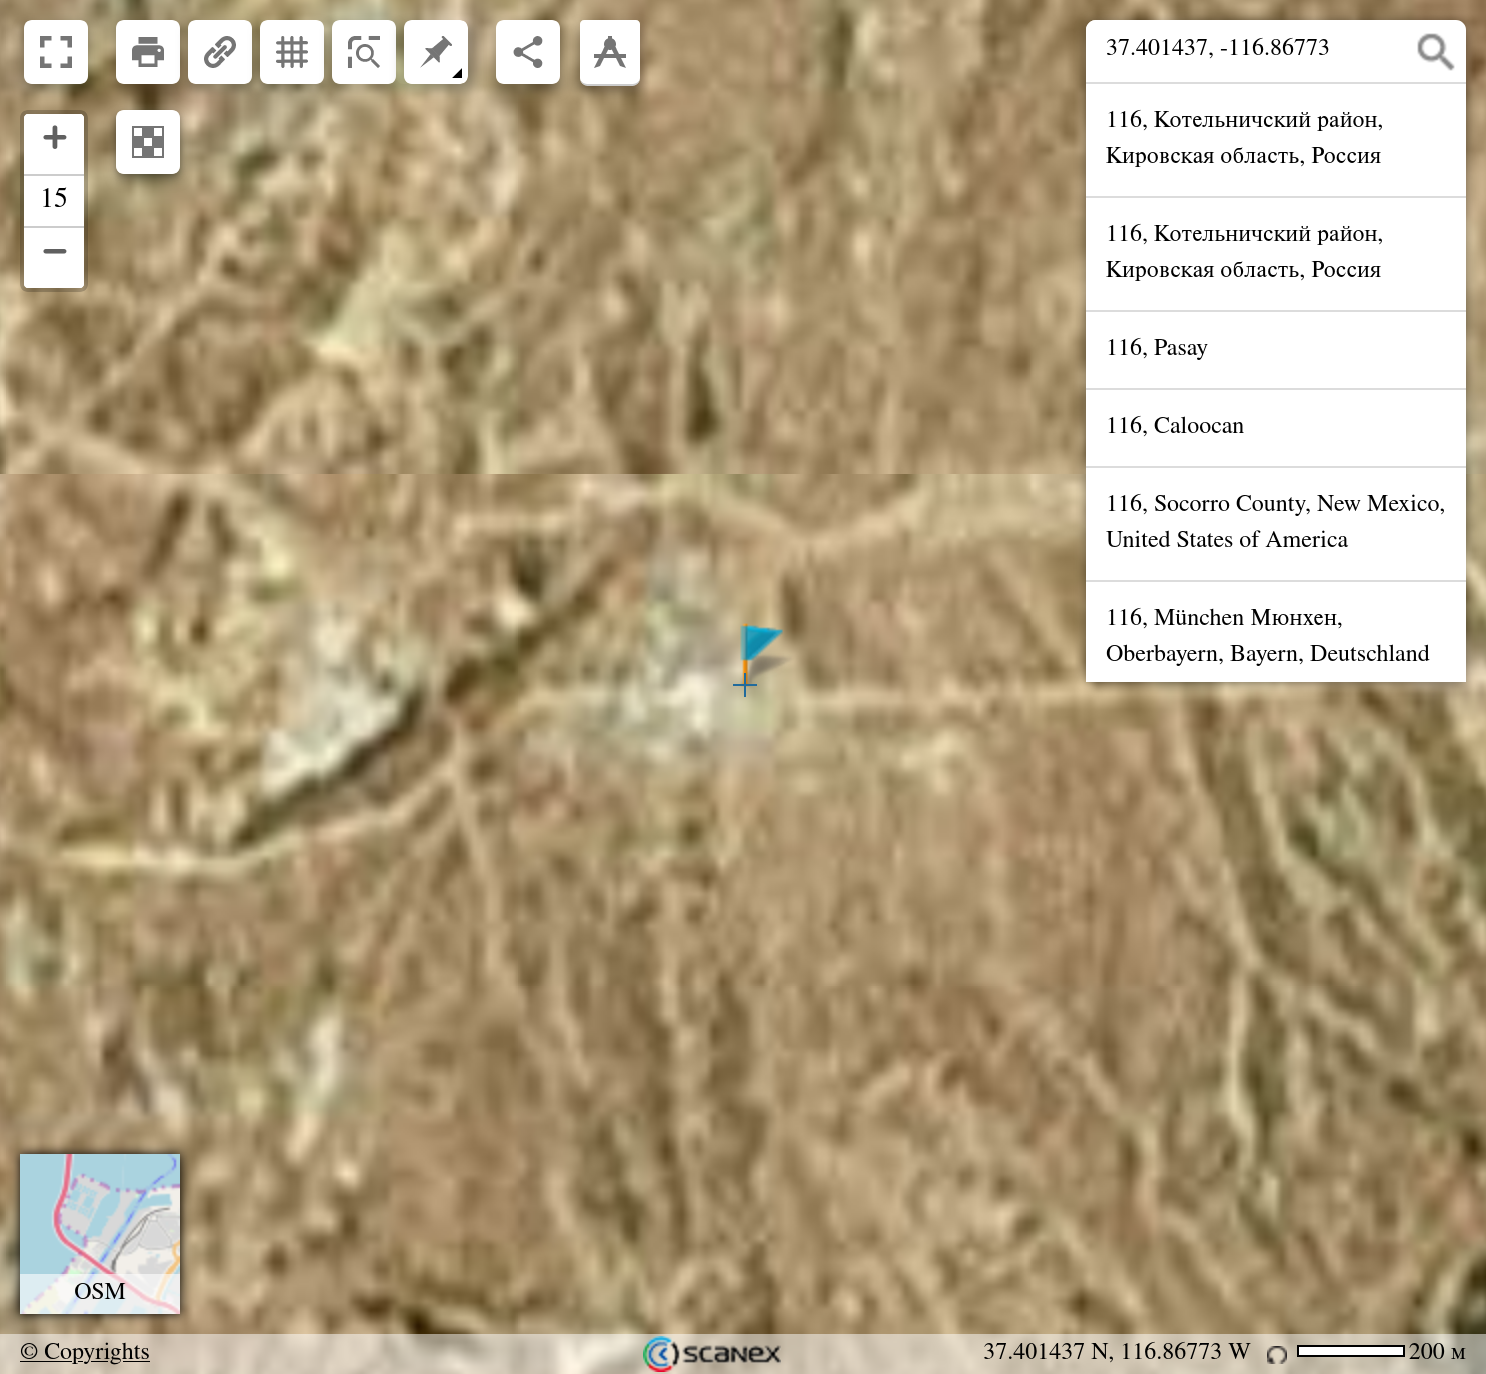 37.401437, -116.86773
116, Котельничский район,
Кировская область, Россия
116, Котельничский район,
Кировская область, Россия
116, Pasay
116, Caloocan
116, Socorro County, New Mexico,
United States of America
116, München Мюнхен,
Oberbayern, Bayern, Deutschland
15
OSM
© Copyrights
scanex
37.401437 N, 116.86773 W
200 м